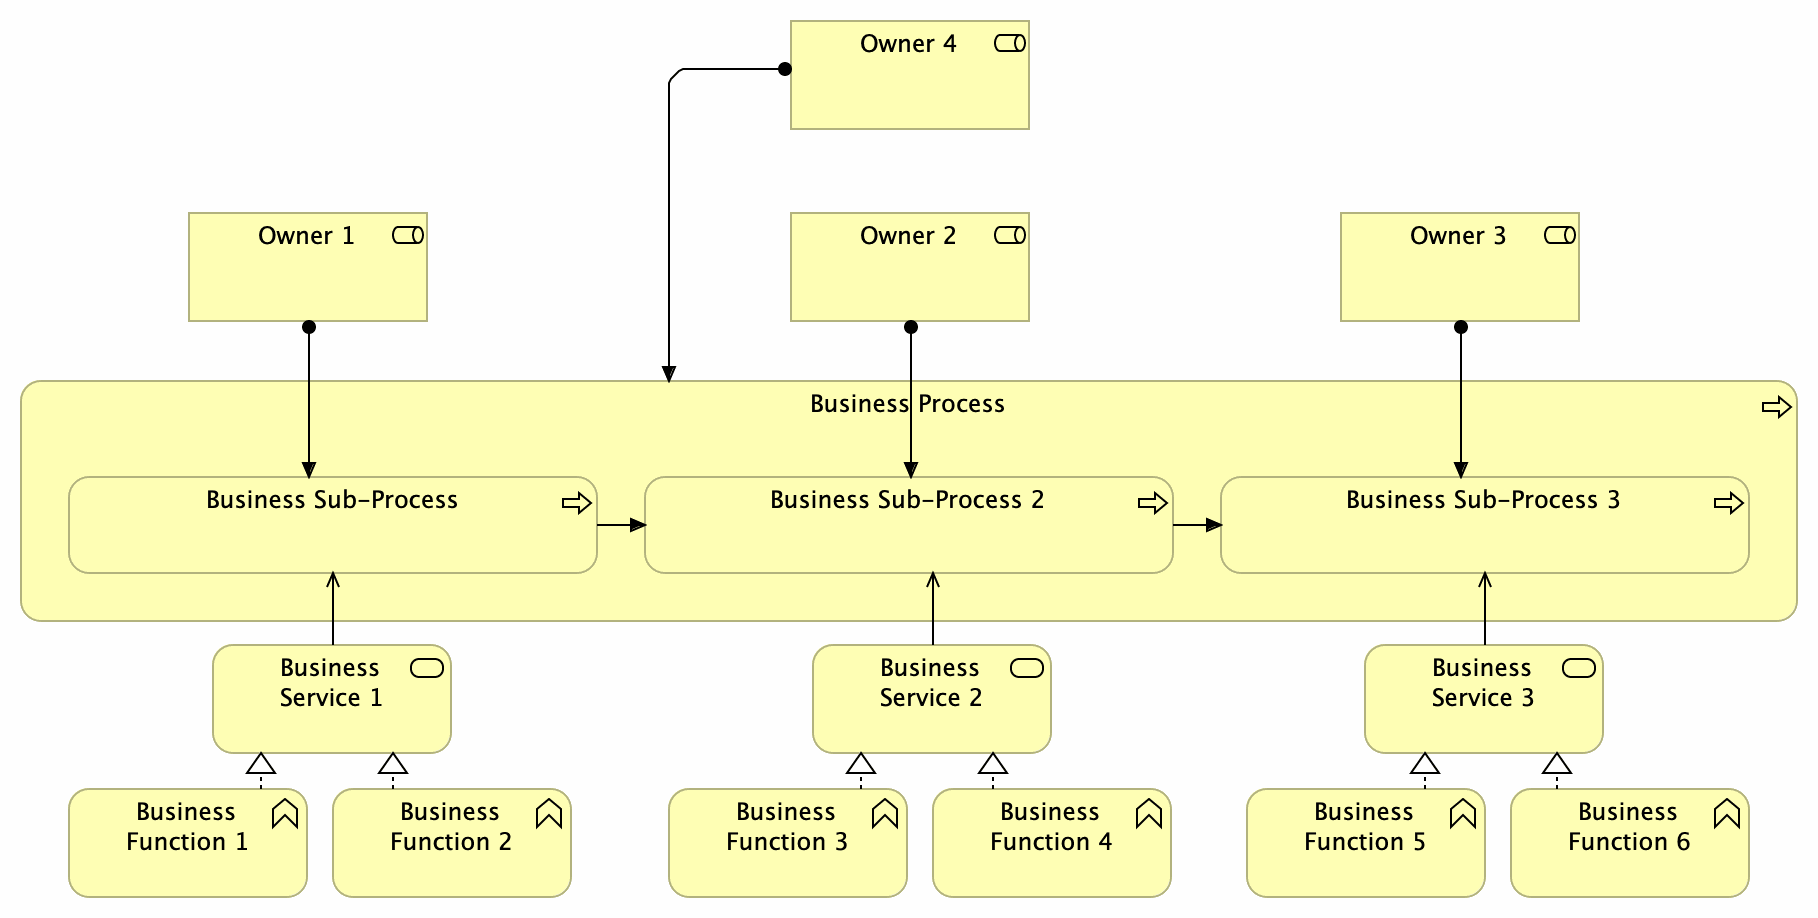 Owner 4
Owner 1
Owner 2
Owner 3
Business Process
Business Sub-Process
Business Sub-Process 2
Business Sub-Process 3
Business
Service 1
Business
Service 2
Business
Service 3
Business
Function 1
Business
Function 2
Business
Function 3
Business
Function 4
Business
Function 5
Business
Function 6